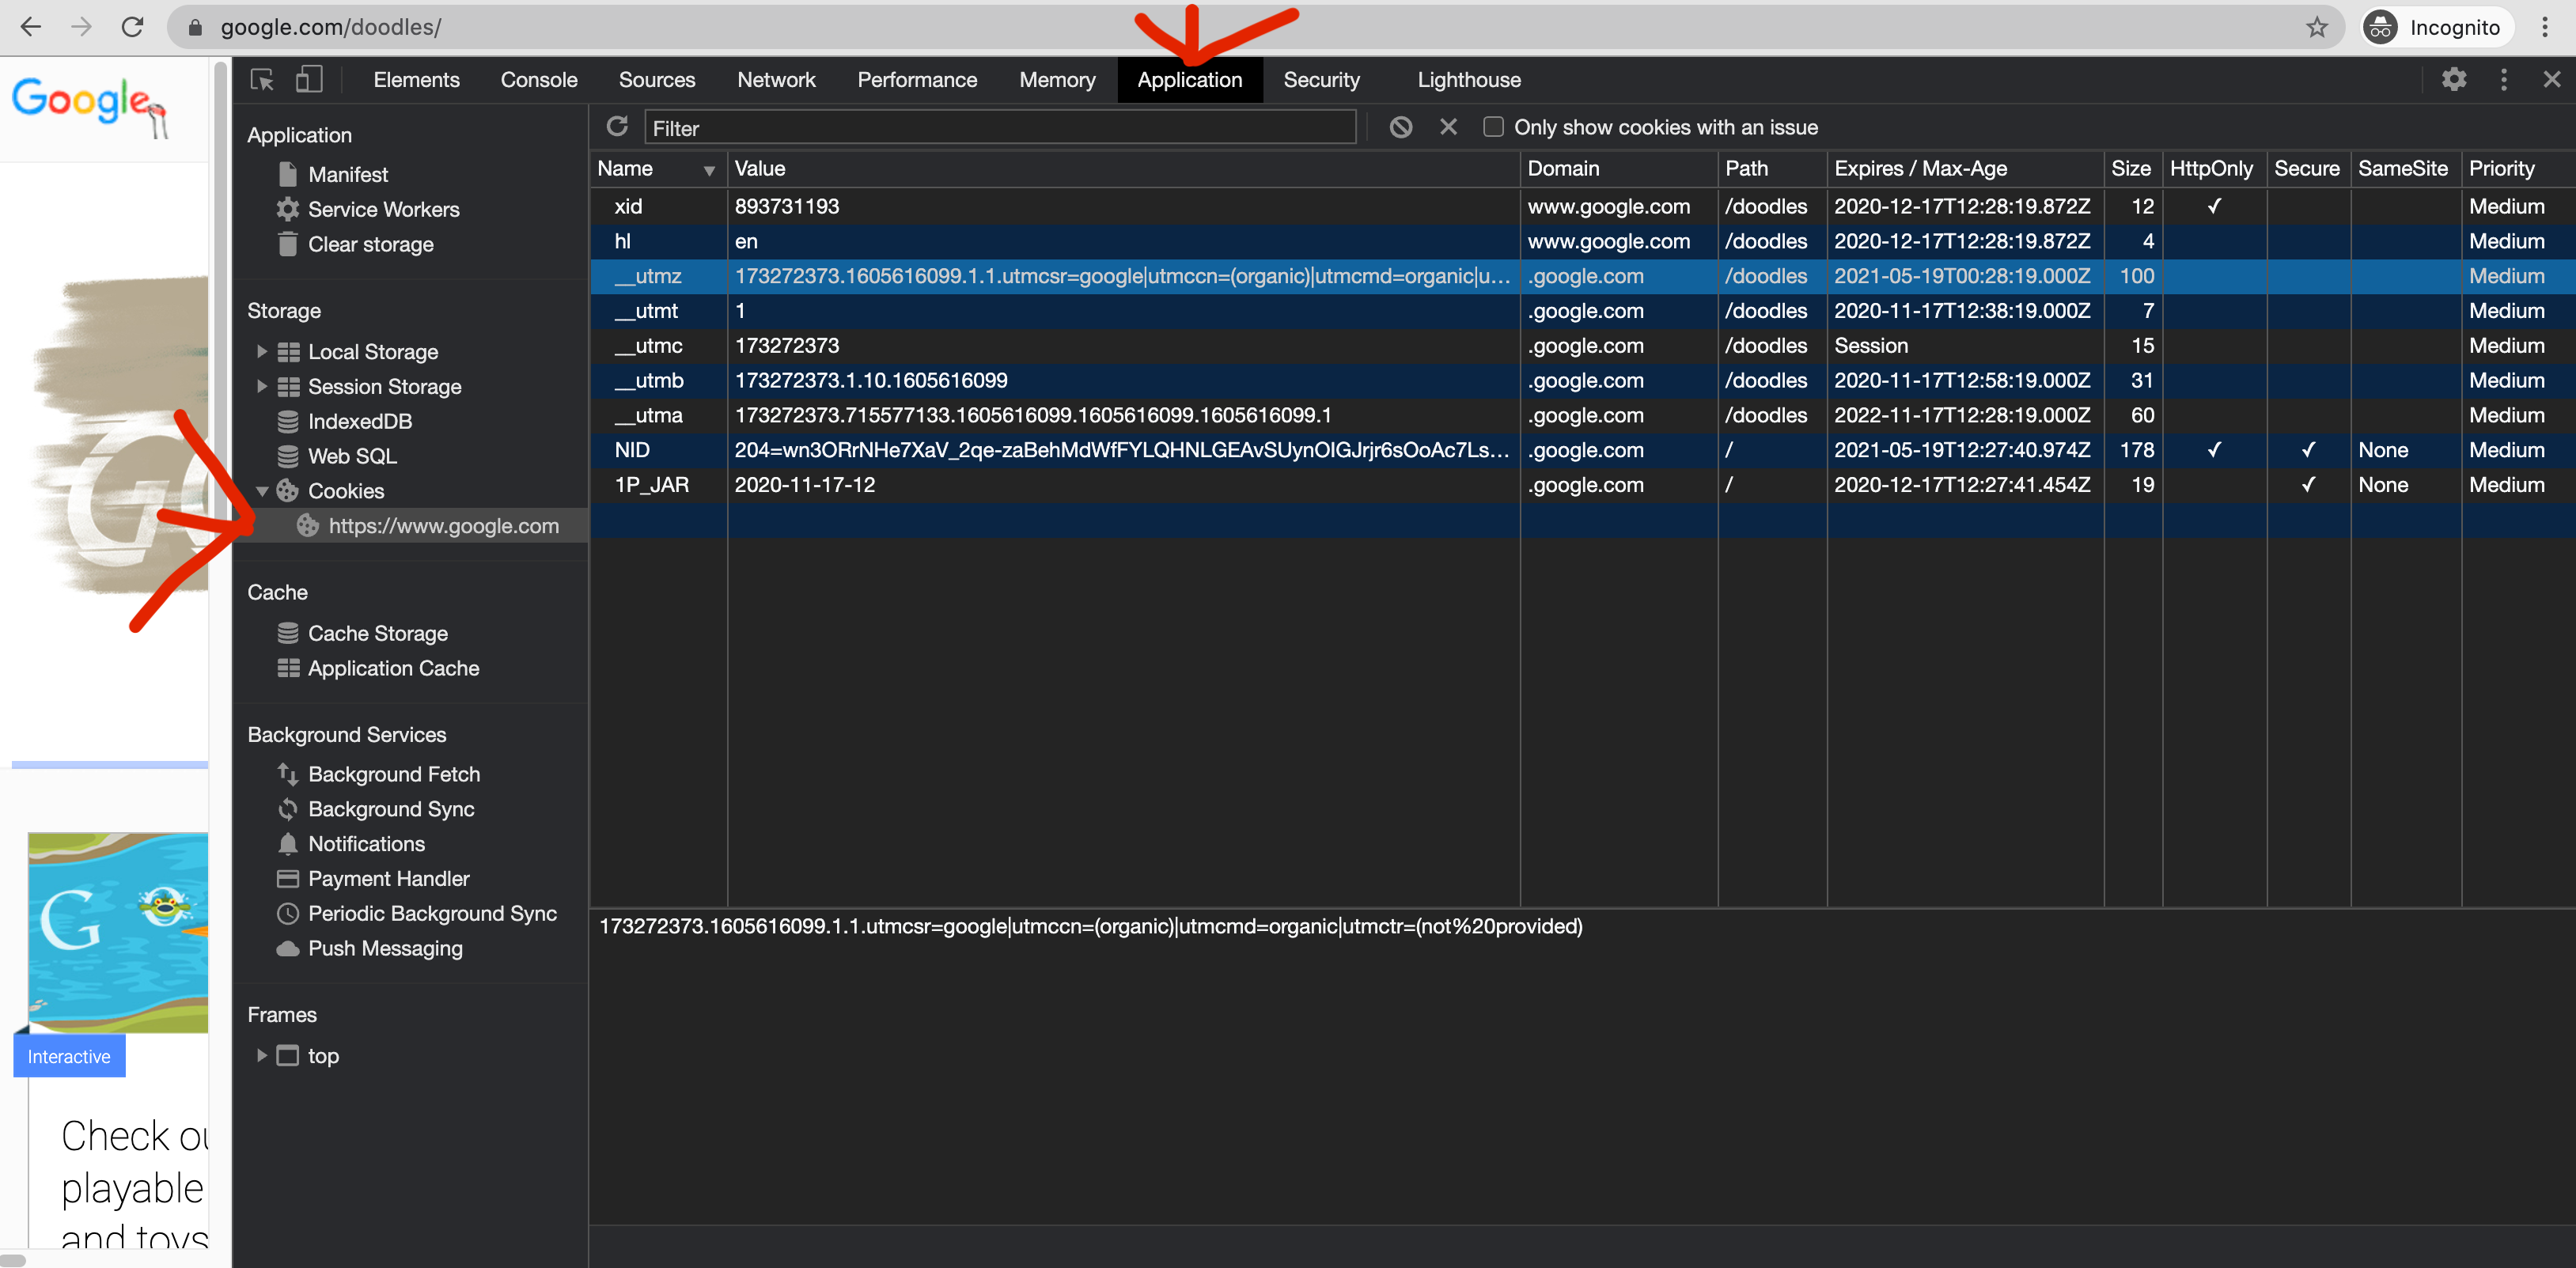 google.com/doodles/
Incognito
Google
Elements Console Sources Network Performance Memory Application Security Lighthouse
Application
Manifest
Service Workers
Clear storage
Storage
Local Storage
Session Storage
IndexedDB
Web SQL
Cookies
https://www.google.com
Cache
Cache Storage
Application Cache
Background Services
Background Fetch
Background Sync
Notifications
Payment Handler
Periodic Background Sync
Push Messaging
Frames
top
Filter
Only show cookies with an issue
Name Value Domain Path Expires / Max-Age Size HttpOnly Secure SameSite Priority
xid 893731193 www.google.com /doodles 2020-12-17T12:28:19.872Z 12 ✓ Medium
hl en www.google.com /doodles 2020-12-17T12:28:19.872Z 4 Medium
__utmz 173272373.1605616099.1.1.utmcsr=google|utmccn=(organic)|utmcmd=organic|u... .google.com /doodles 2021-05-19T00:28:19.000Z 100 Medium
__utmt 1 .google.com /doodles 2020-11-17T12:38:19.000Z 7 Medium
__utmc 173272373 .google.com /doodles Session 15 Medium
__utmb 173272373.1.10.1605616099 .google.com /doodles 2020-11-17T12:58:19.000Z 31 Medium
__utma 173272373.715577133.1605616099.1605616099.1605616099.1 .google.com /doodles 2022-11-17T12:28:19.000Z 60 Medium
NID 204=wn3ORrNHe7XaV_2qe-zaBehMdWfFYLQHNLGEAvSUynOIGJrjr6sOoAc7Ls... .google.com / 2021-05-19T12:27:40.974Z 178 ✓ ✓ None Medium
1P_JAR 2020-11-17-12 .google.com / 2020-12-17T12:27:41.454Z 19 ✓ None Medium
173272373.1605616099.1.1.utmcsr=google|utmccn=(organic)|utmcmd=organic|utmctr=(not%20provided)
G
G
Interactive
Check ou
playable
and toys